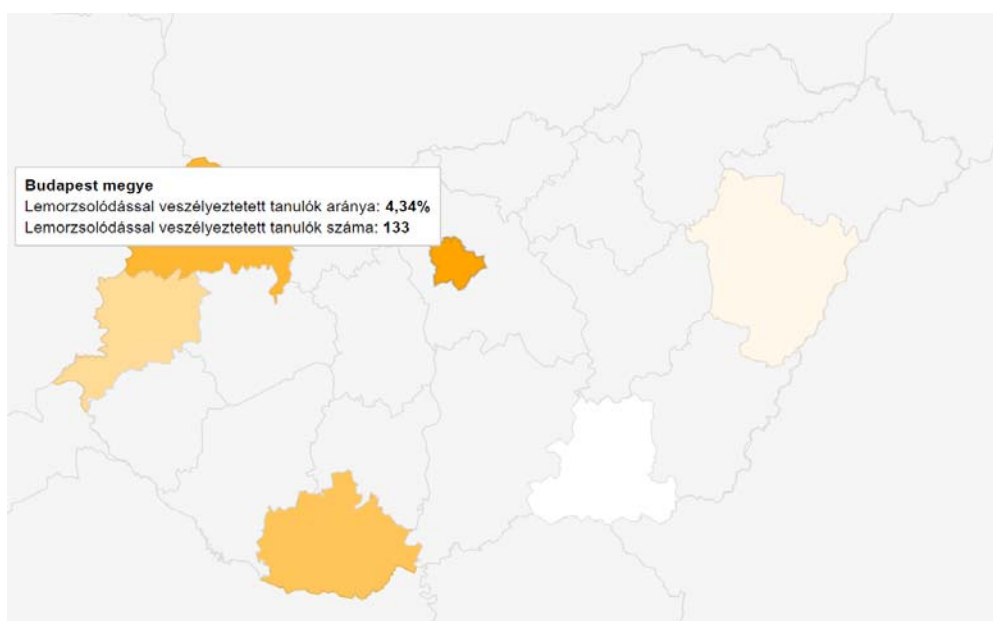 Budapest megye
Lemorzsolódással veszélyeztetett tanulók aránya: 4,34%
Lemorzsolódással veszélyeztetett tanulók száma: 133